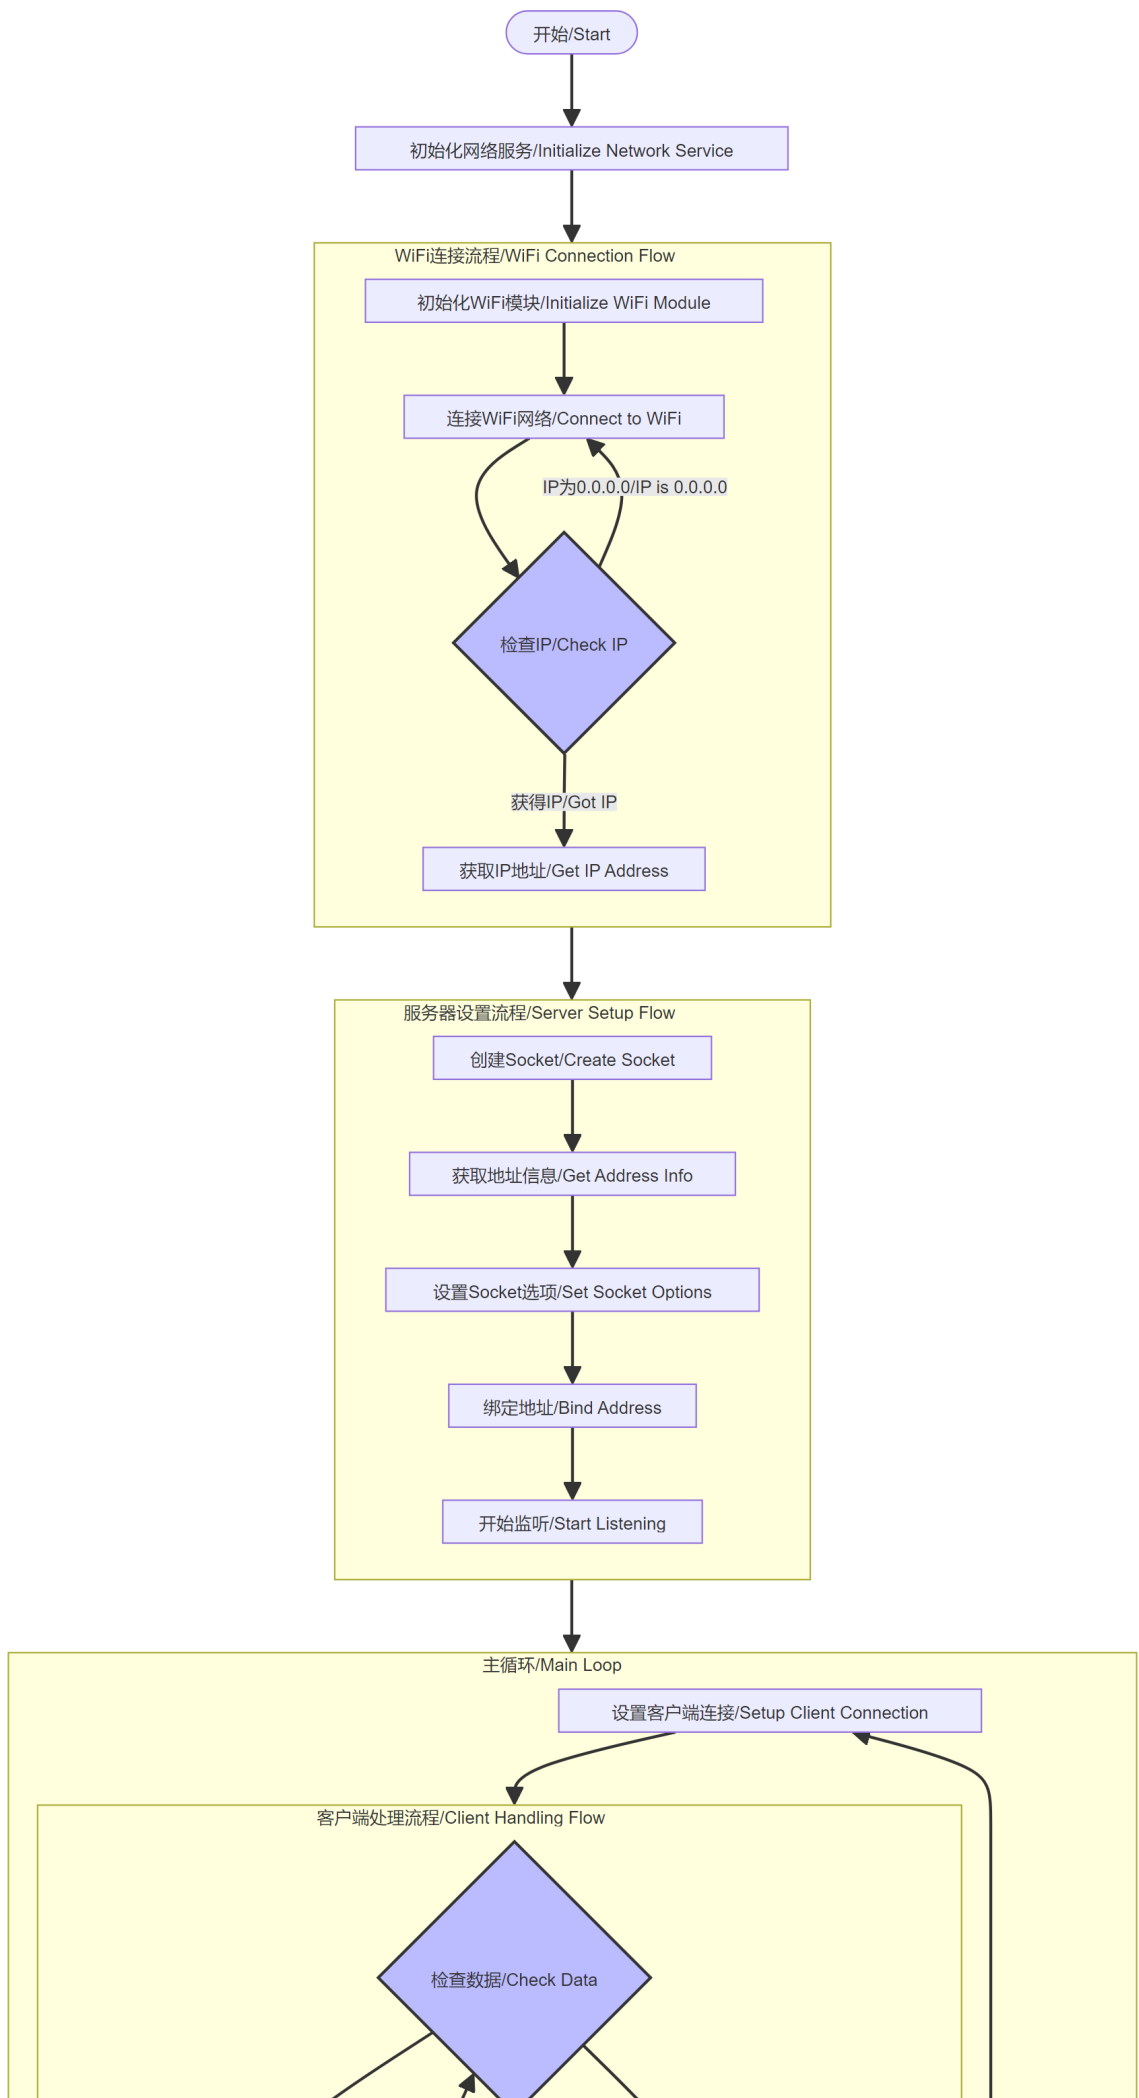 开始/Start
初始化网络服务/Initialize Network Service
WiFi连接流程/WiFi Connection Flow
初始化WiFi模块/Initialize WiFi Module
连接WiFi网络/Connect to WiFi
IP为0.0.0.0/IP is 0.0.0.0
检查IP/Check IP
获得IP/Got IP
获取IP地址/Get IP Address
服务器设置流程/Server Setup Flow
创建Socket/Create Socket
获取地址信息/Get Address Info
设置Socket选项/Set Socket Options
绑定地址/Bind Address
开始监听/Start Listening
主循环/Main Loop
设置客户端连接/Setup Client Connection
客户端处理流程/Client Handling Flow
检查数据/Check Data